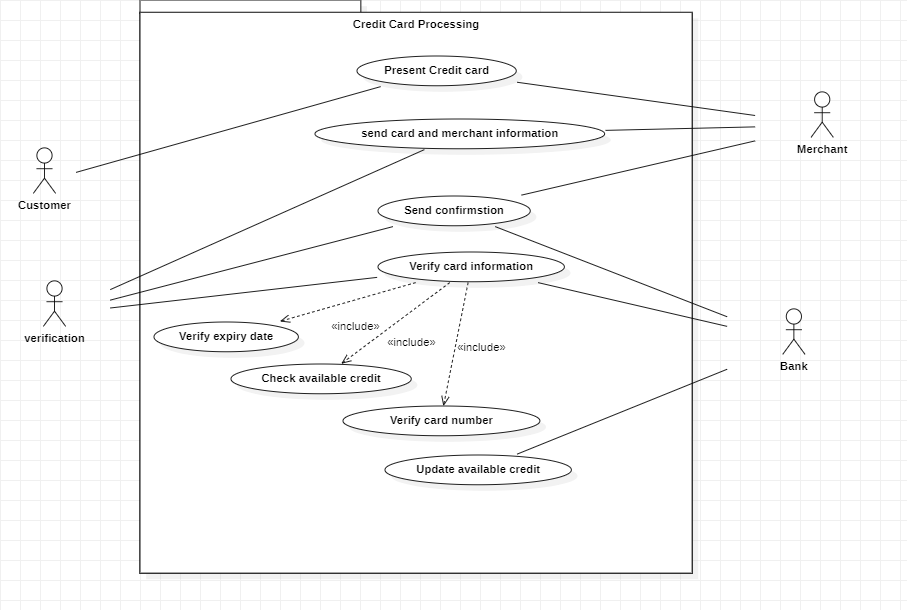 Credit Card Processing
Present Credit card
send card and merchant information
Merchant
Customer
Send confirmstion
Verify card information
verification
Verify expiry date
«include»
«include»
«include»
Bank
Check available credit
Verify card number
Update available credit